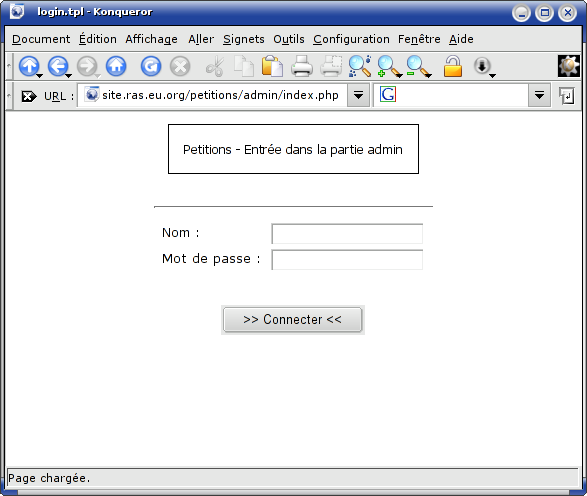 login.tpl - Konqueror
Document Édition Affichage Aller Signets Outils Configuration Fenêtre Aide
URL : site.ras.eu.org/petitions/admin/index.php G
Petitions - Entrée dans la partie admin
Nom :
Mot de passe :
>> Connecter <<
Page chargée.